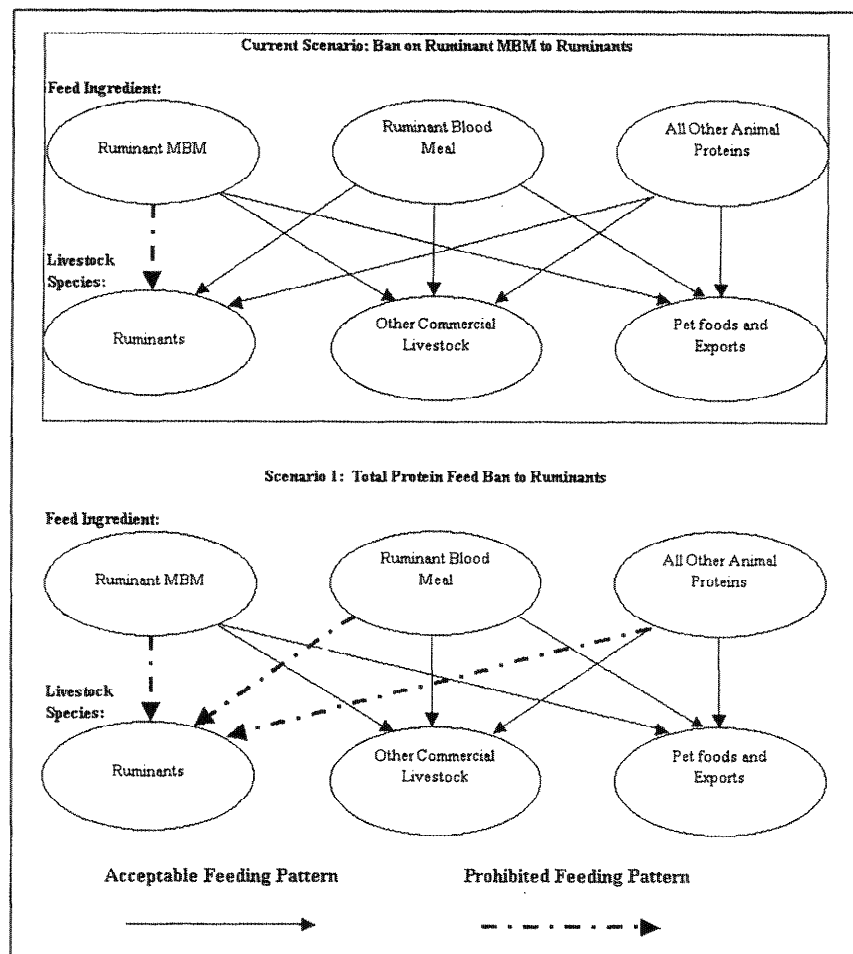 Current Scenario: Ban on Ruminant MBM to Ruminants
Feed Ingredient:
Ruminant MBM
Ruminant Blood
Meal
All Other Animal
Proteins
Livestock
Species:
Ruminants
Other Commercial
Livestock
Pet foods and
Exports
Scenario 1: Total Protein Feed Ban to Ruminants
Feed Ingredient:
Ruminant MBM
Ruminant Blood
Meal
All Other Animal
Proteins
Livestock
Species:
Ruminants
Other Commercial
Livestock
Pet foods and
Exports
Acceptable Feeding Pattern
Prohibited Feeding Pattern